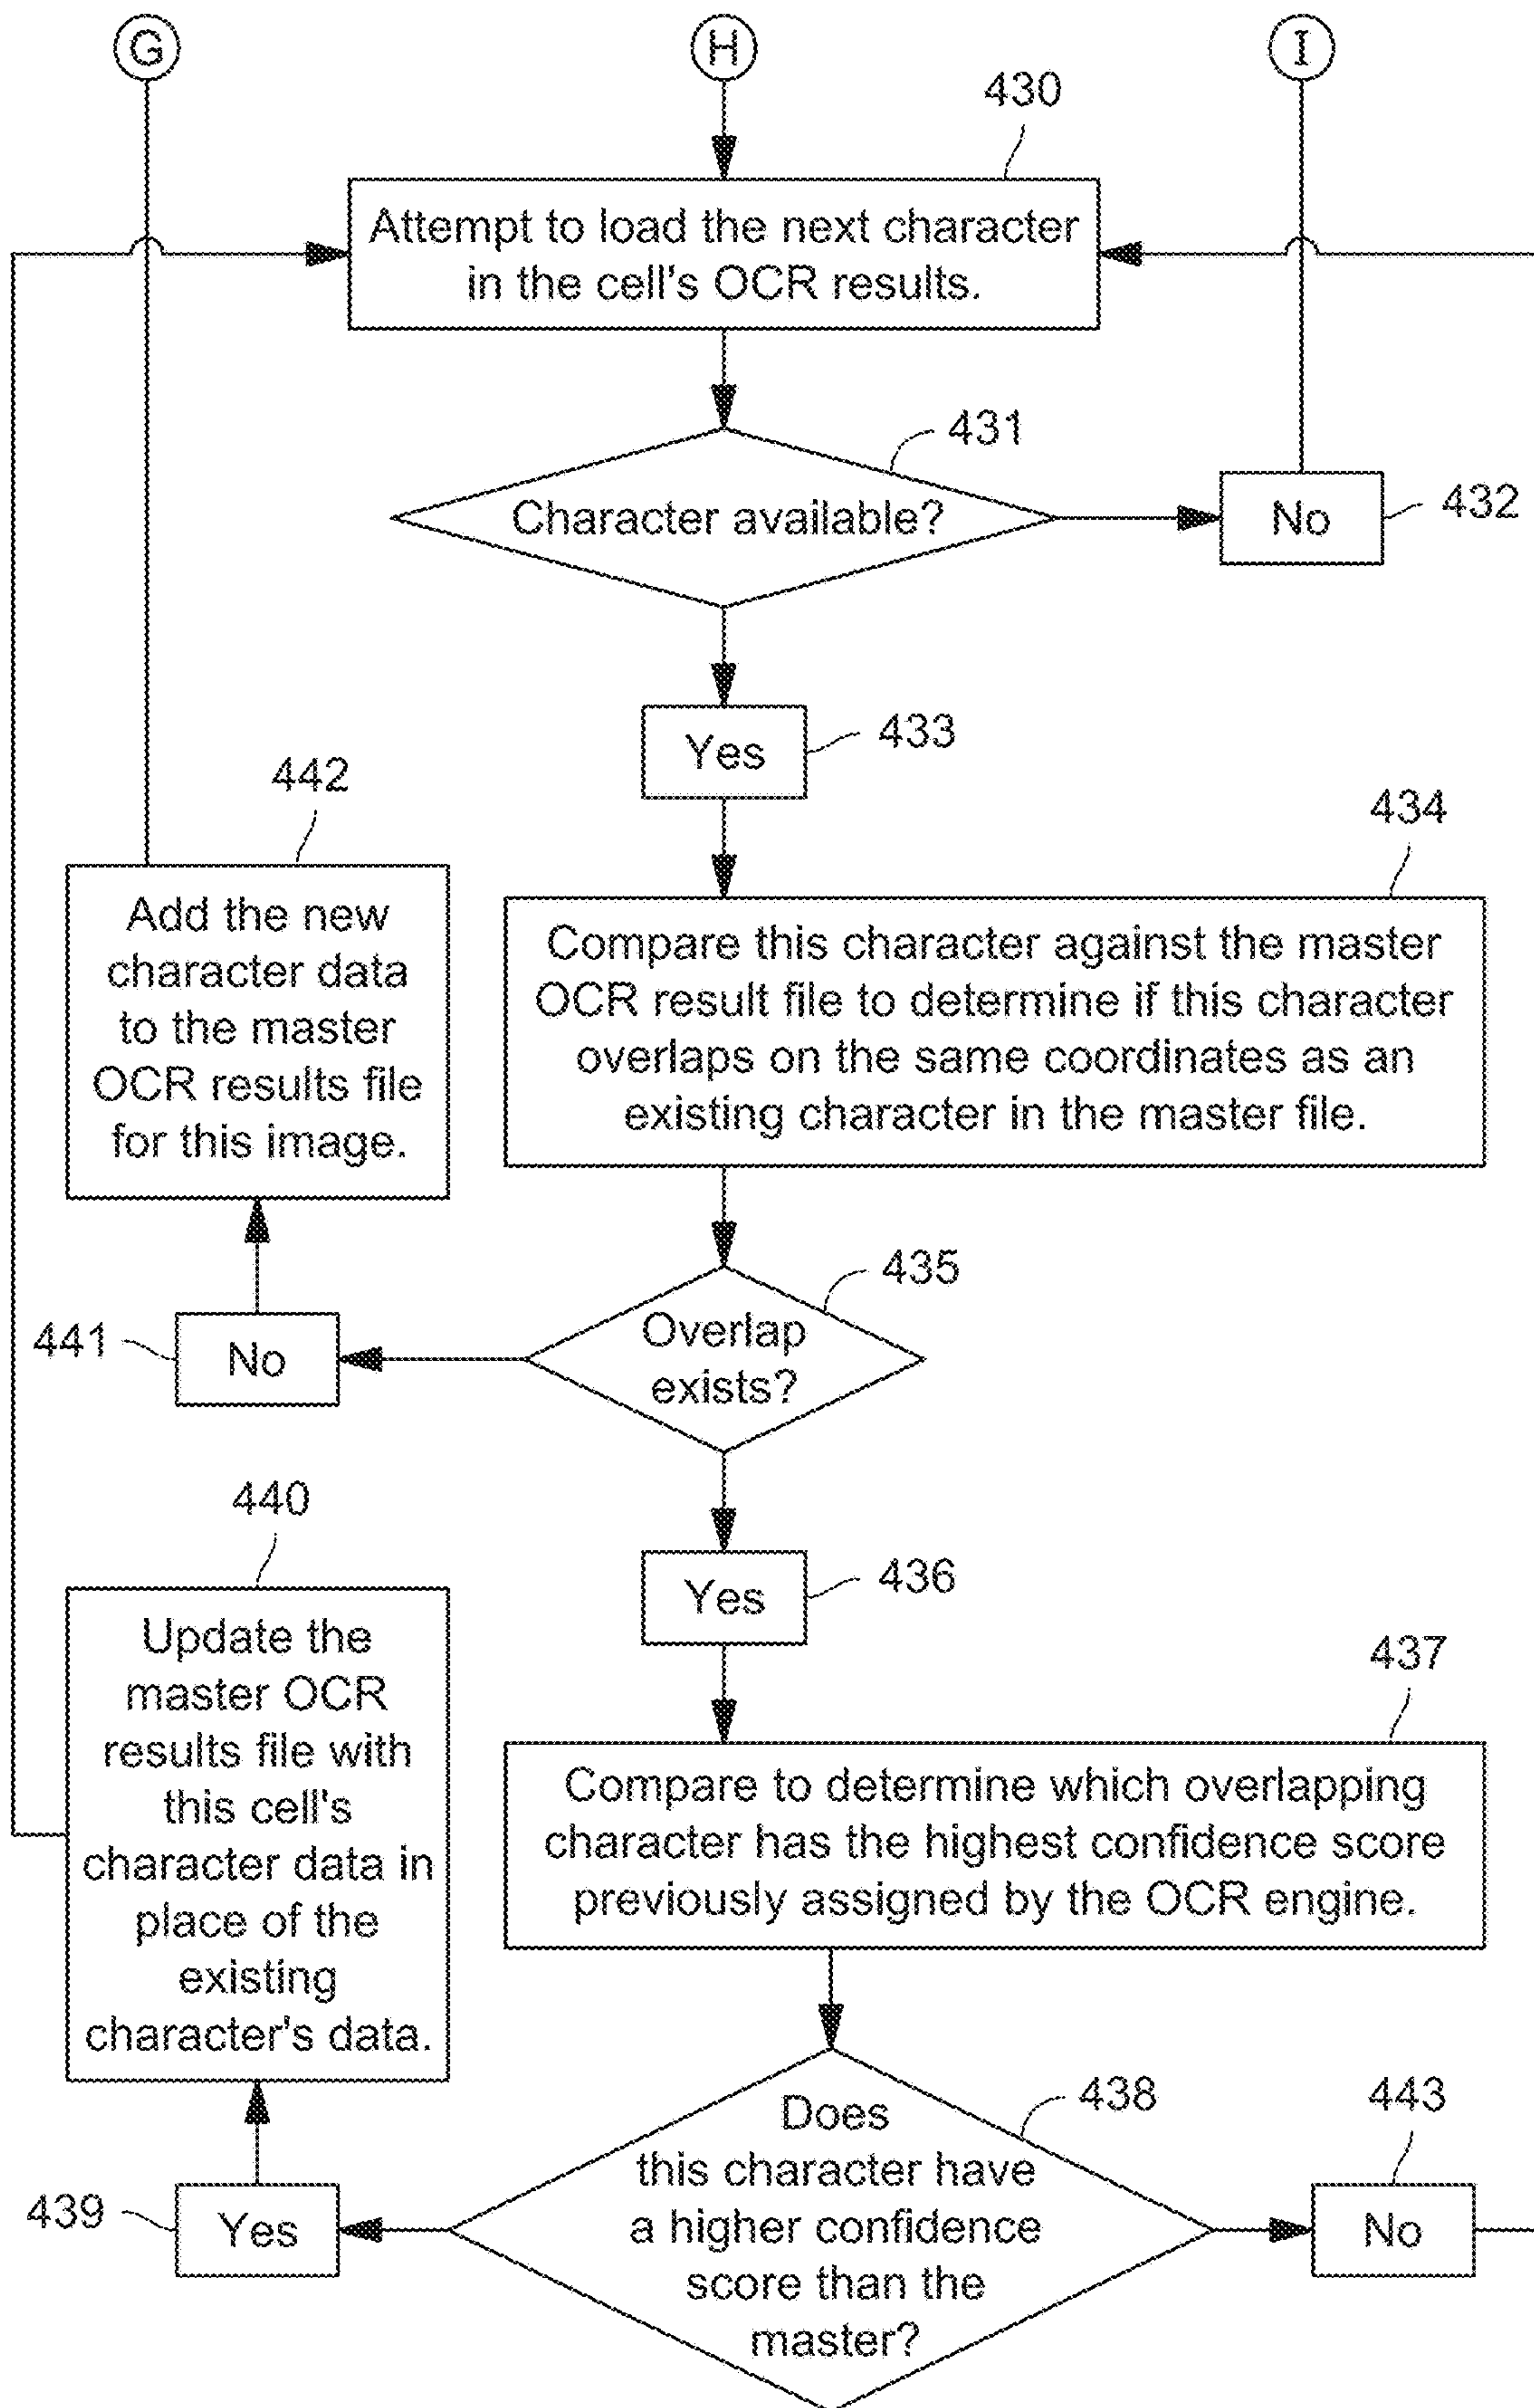 G
H
I
430
Attempt to load the next character
in the cell's OCR results.
431
Character available?
No
432
Yes
433
442
Add the new
character data
to the master
OCR results file
for this image.
434
Compare this character against the master
OCR result file to determine if this character
overlaps on the same coordinates as an
existing character in the master file.
435
Overlap
exists?
441
No
440
Update the
master OCR
results file with
this cell's
character data in
place of the
existing
character's data.
Yes
436
437
Compare to determine which overlapping
character has the highest confidence score
previously assigned by the OCR engine.
438
Does
this character have
a higher confidence
score than the
master?
439
Yes
443
No